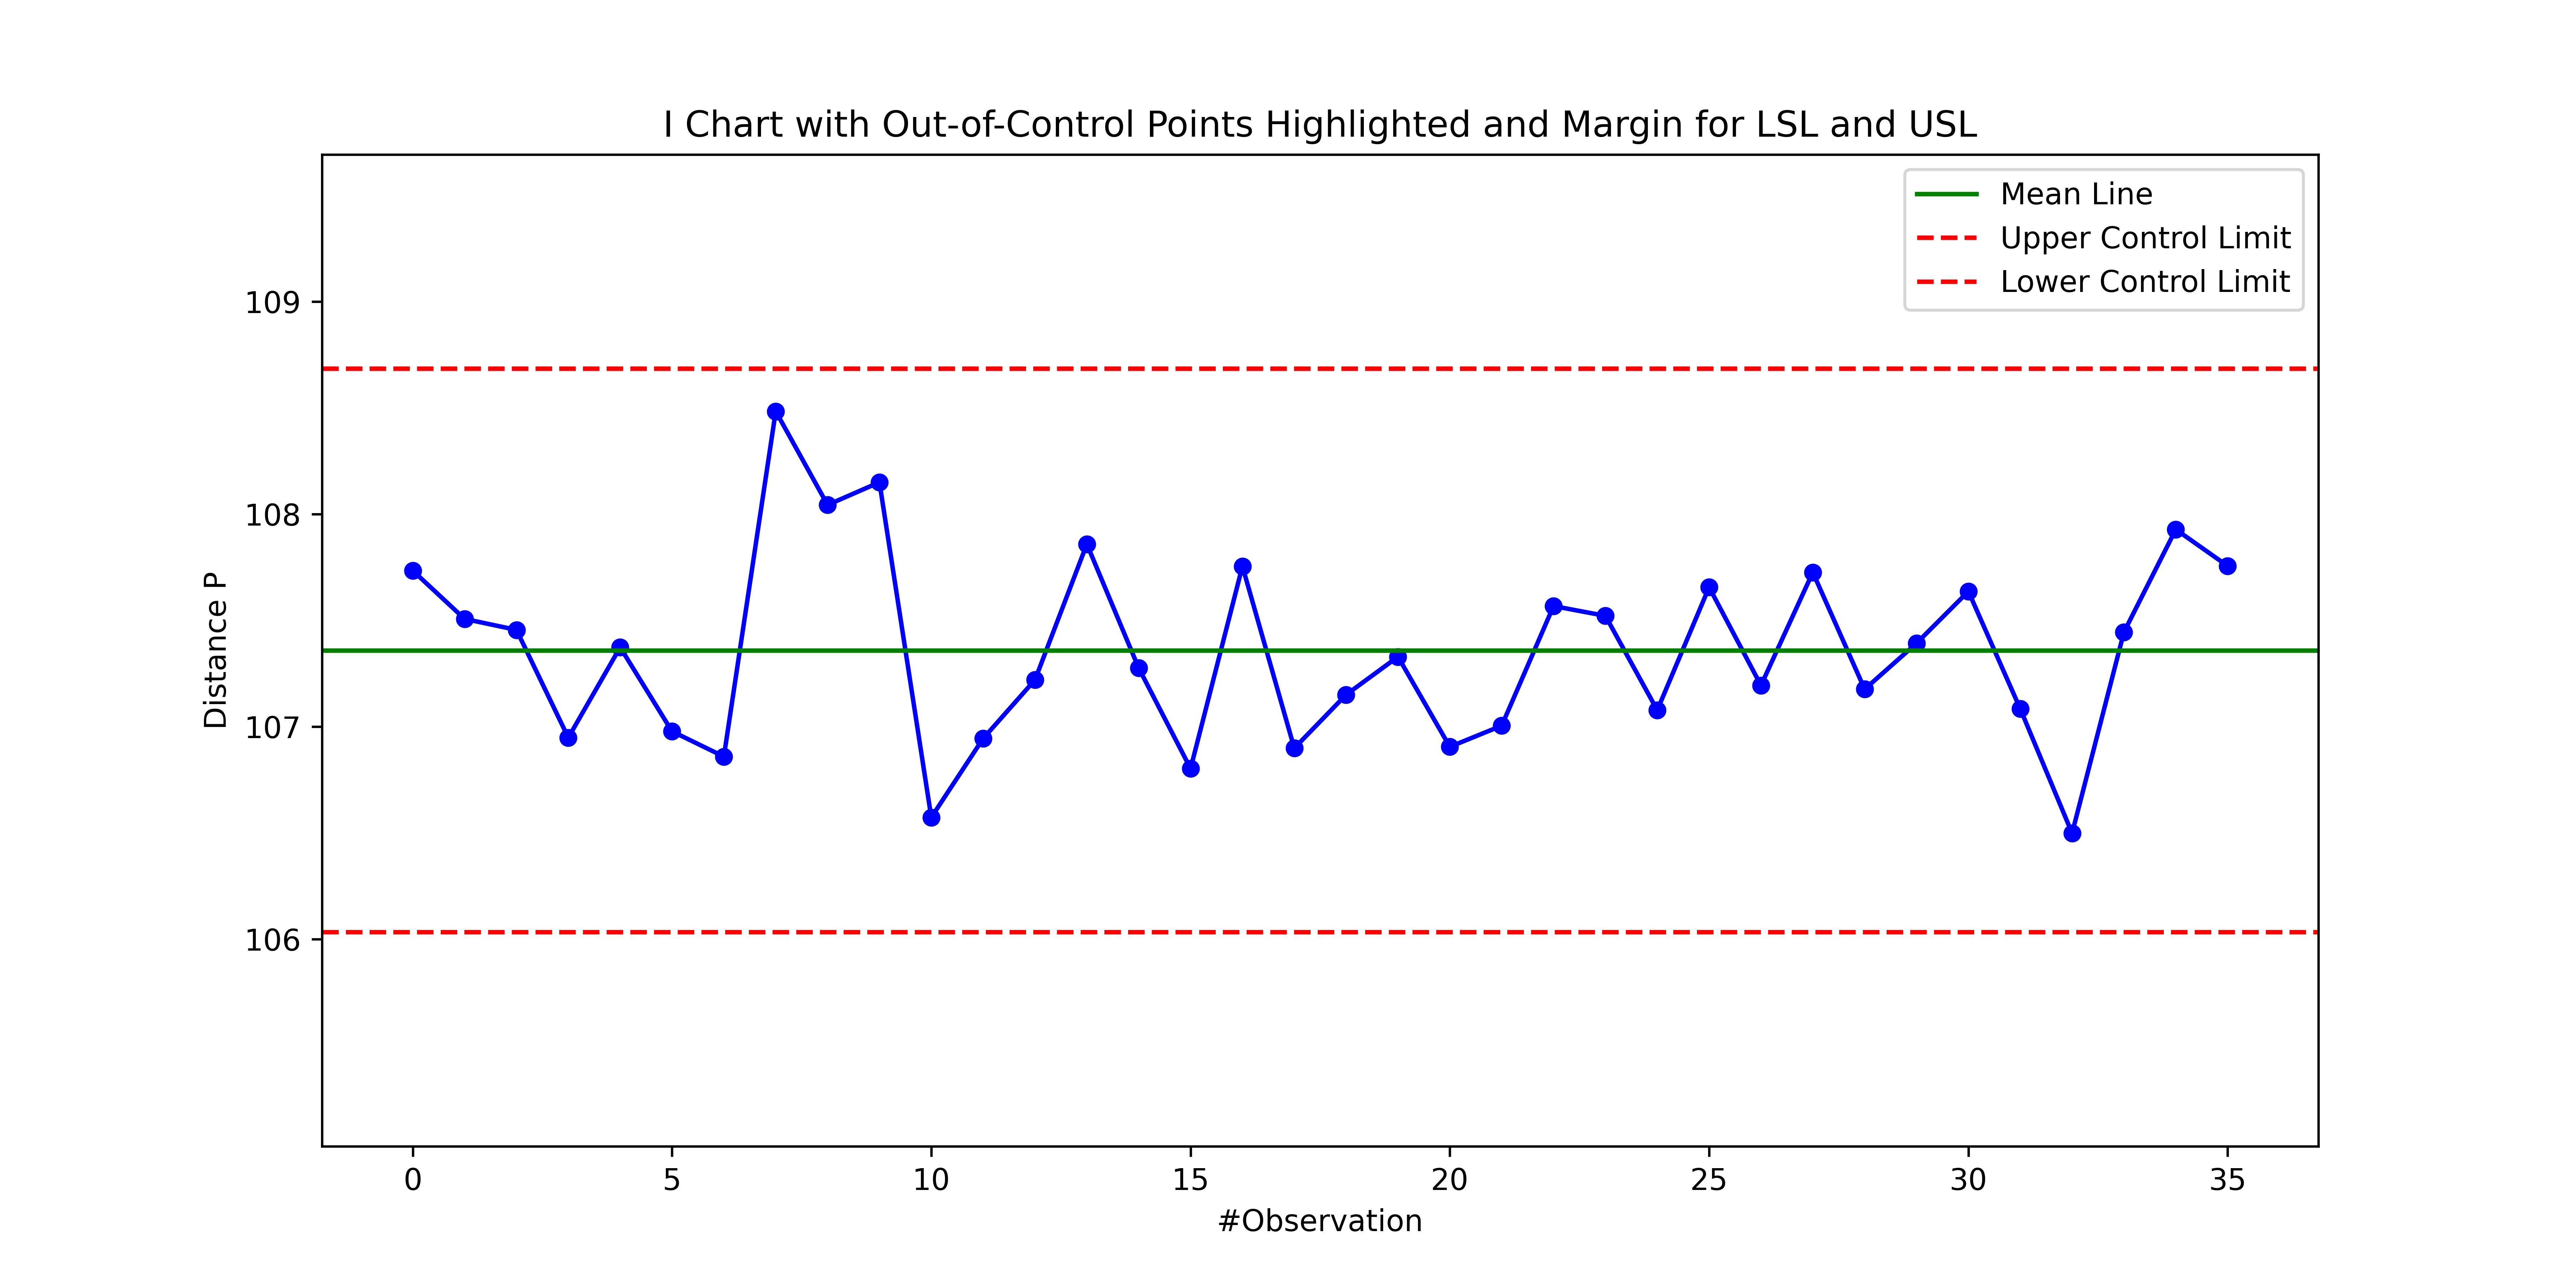 I Chart with Out-of-Control Points Highlighted and Margin for LSL and USL
Mean Line
Upper Control Limit
Lower Control Limit
109
108
107
106
Distance P
0 5 10 15 20 25 30 35
#Observation